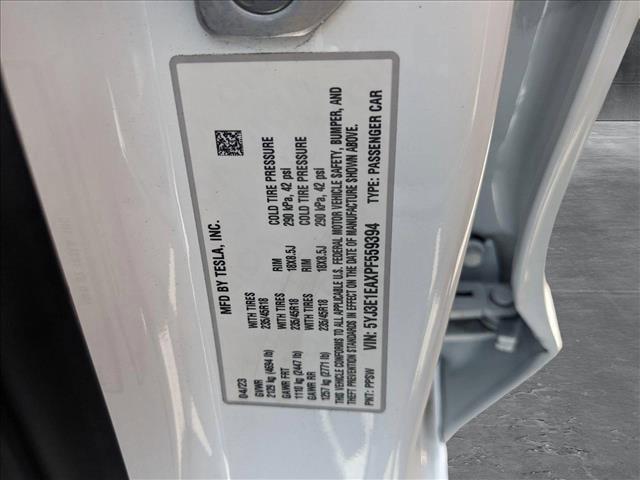 MFD BY TESLA, INC.
04/23
GVWR WITH TIRES RIM COLD TIRE PRESSURE
2129 kg (4694 lb) 235/45R18 18X8.5J 290 kPa, 42 psi
GAWR FRT WITH TIRES RIM COLD TIRE PRESSURE
1110 kg (2447 lb) 235/45R18 18X8.5J 290 kPa, 42 psi
GAWR RR WITH TIRES RIM COLD TIRE PRESSURE
1257 kg (2771 lb) 235/45R18 18X8.5J 290 kPa, 42 psi
THIS VEHICLE CONFORMS TO ALL APPLICABLE U.S. FEDERAL MOTOR VEHICLE SAFETY, BUMPER, AND
THEFT PREVENTION STANDARDS IN EFFECT ON THE DATE OF MANUFACTURE SHOWN ABOVE.
VIN: 5YJ3E1EAXPF569394 TYPE: PASSENGER CAR
PKT: PPSW